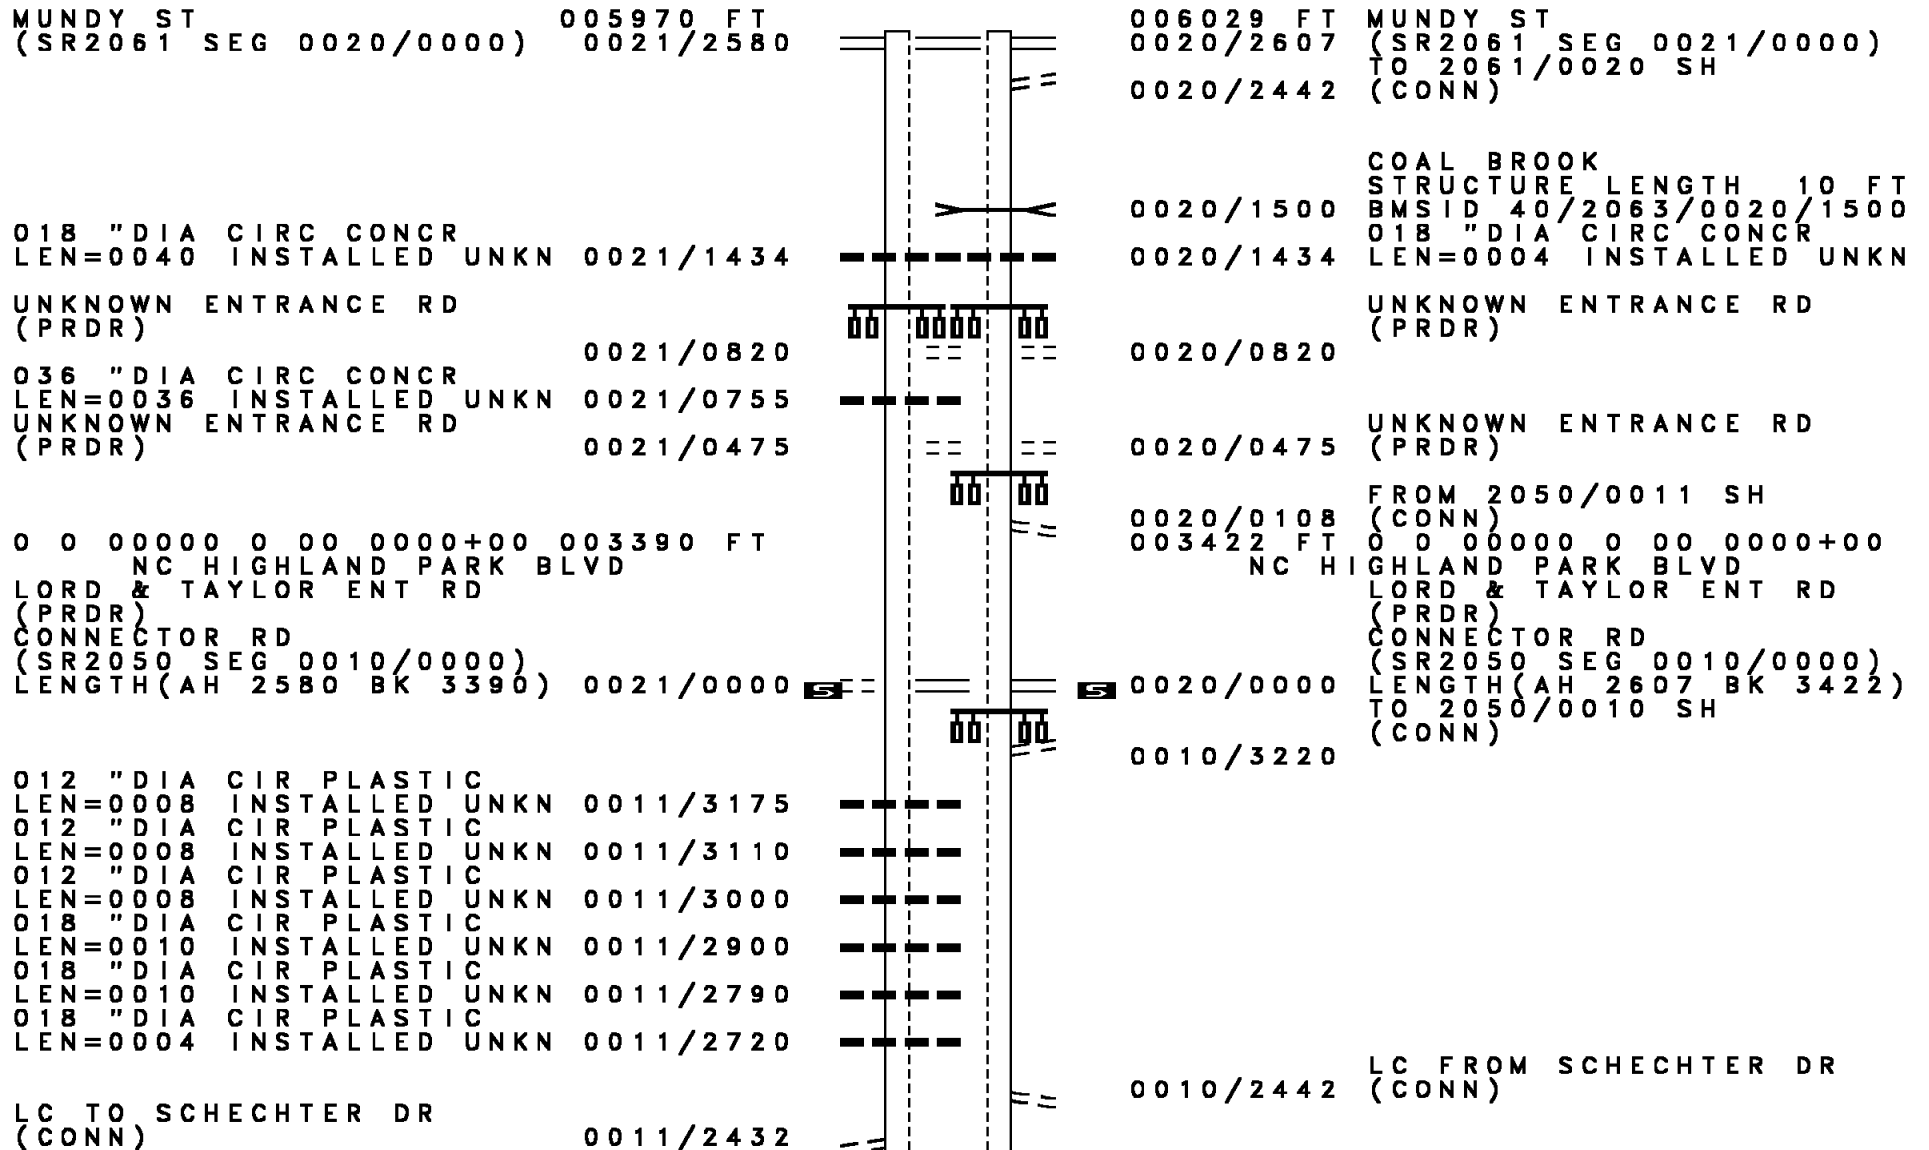 MUNDY ST 005970 FT
(SR2061 SEG 0020/0000) 0021/2580
018 "DIA CIRC CONCR
LEN=0040 INSTALLED UNKN 0021/1434
UNKNOWN ENTRANCE RD
(PRDR)
0021/0820
036 "DIA CIRC CONCR
LEN=0036 INSTALLED UNKN 0021/0755
UNKNOWN ENTRANCE RD
(PRDR) 0021/0475
0 0 00000 0 00 0000+00 003390 FT
NC HIGHLAND PARK BLVD
LORD & TAYLOR ENT RD
(PRDR)
CONNECTOR RD
(SR2050 SEG 0010/0000)
LENGTH(AH 2580 BK 3390) 0021/0000 S
012 "DIA CIR PLASTIC
LEN=0008 INSTALLED UNKN 0011/3175
012 "DIA CIR PLASTIC
LEN=0008 INSTALLED UNKN 0011/3110
012 "DIA CIR PLASTIC
LEN=0008 INSTALLED UNKN 0011/3000
018 "DIA CIR PLASTIC
LEN=0010 INSTALLED UNKN 0011/2900
018 "DIA CIR PLASTIC
LEN=0010 INSTALLED UNKN 0011/2790
018 "DIA CIR PLASTIC
LEN=0004 INSTALLED UNKN 0011/2720
LC TO SCHECHTER DR
(CONN) 0011/2432
006029 FT MUNDY ST
0020/2607 (SR2061 SEG 0021/0000)
TO 2061/0020 SH
0020/2442 (CONN)
COAL BROOK
STRUCTURE LENGTH 10 FT
0020/1500 BMSID 40/2063/0020/1500
018 "DIA CIRC CONCR
0020/1434 LEN=0004 INSTALLED UNKN
UNKNOWN ENTRANCE RD
(PRDR)
0020/0820
UNKNOWN ENTRANCE RD
0020/0475 (PRDR)
FROM 2050/0011 SH
0020/0108 (CONN)
003422 FT 0 0 00000 0 00 0000+00
NC HIGHLAND PARK BLVD
LORD & TAYLOR ENT RD
(PRDR)
CONNECTOR RD
(SR2050 SEG 0010/0000)
S 0020/0000 LENGTH(AH 2607 BK 3422)
TO 2050/0010 SH
(CONN)
0010/3220
LC FROM SCHECHTER DR
0010/2442 (CONN)